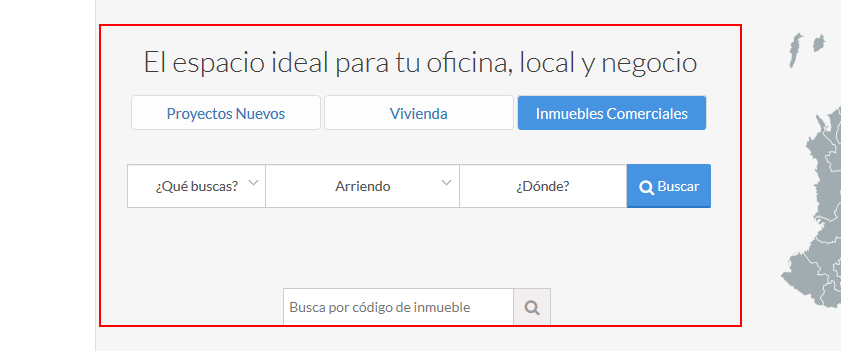 El espacio ideal para tu oficina, local y negocio
Proyectos Nuevos
Vivienda
Inmuebles Comerciales
¿Qué buscas?
Arriendo
¿Dónde?
Buscar
Busca por código de inmueble